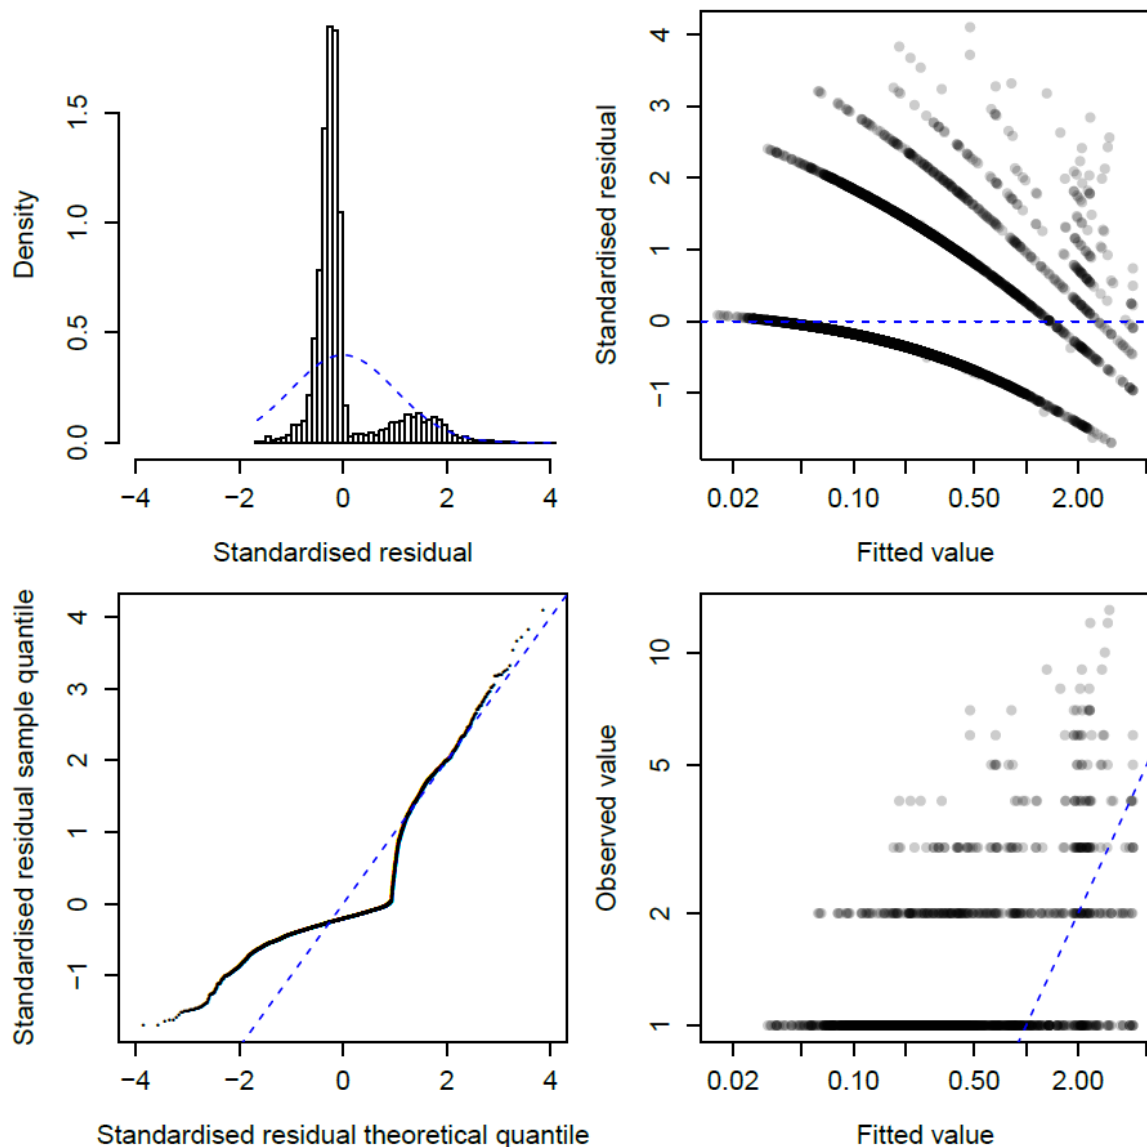 Density
0.0 0.5 1.0 1.5
−4 −2 0 2 4
Standardised residual
Standardised residual
−1 0 1 2 3 4
0.02 0.10 0.50 2.00
Fitted value
Standardised residual sample quantile
−1 0 1 2 3 4
−4 −2 0 2 4
Standardised residual theoretical quantile
Observed value
1 2 5 10
0.02 0.10 0.50 2.00
Fitted value